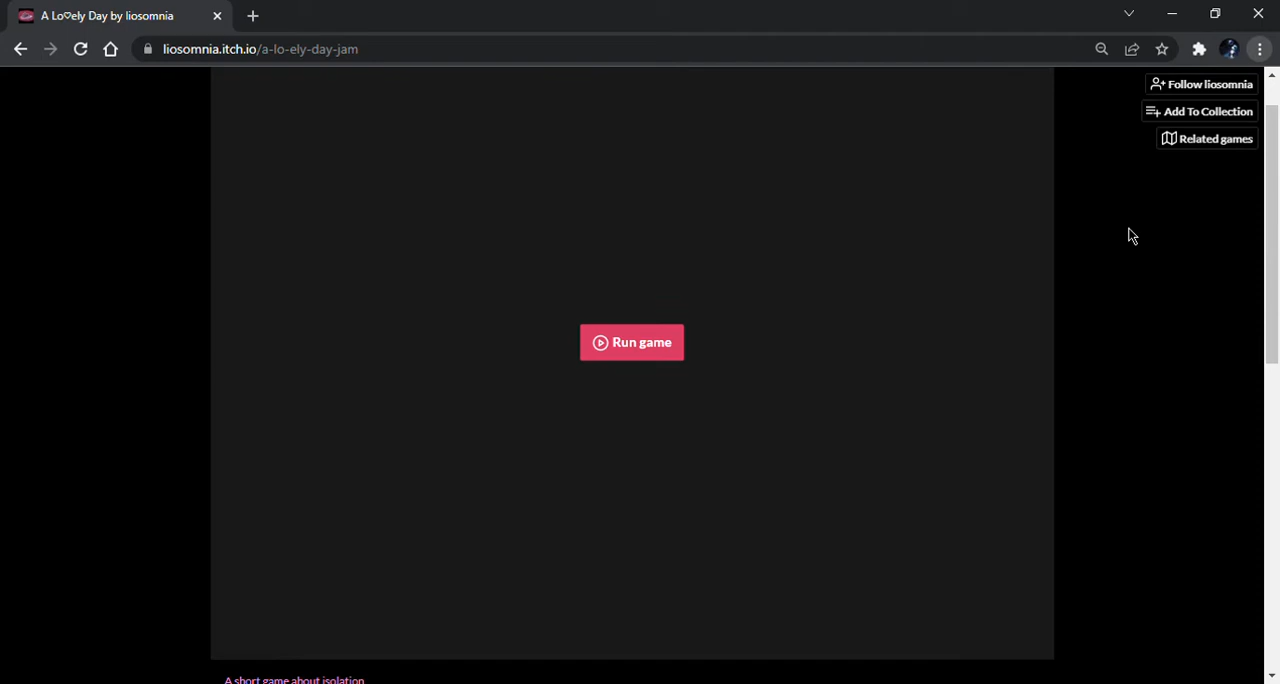 A Lo♡ely Day by liosomnia
liosomnia.itch.io/a-lo-ely-day-jam
Follow liosomnia
Add To Collection
Related games
Run game
A short game about isolation